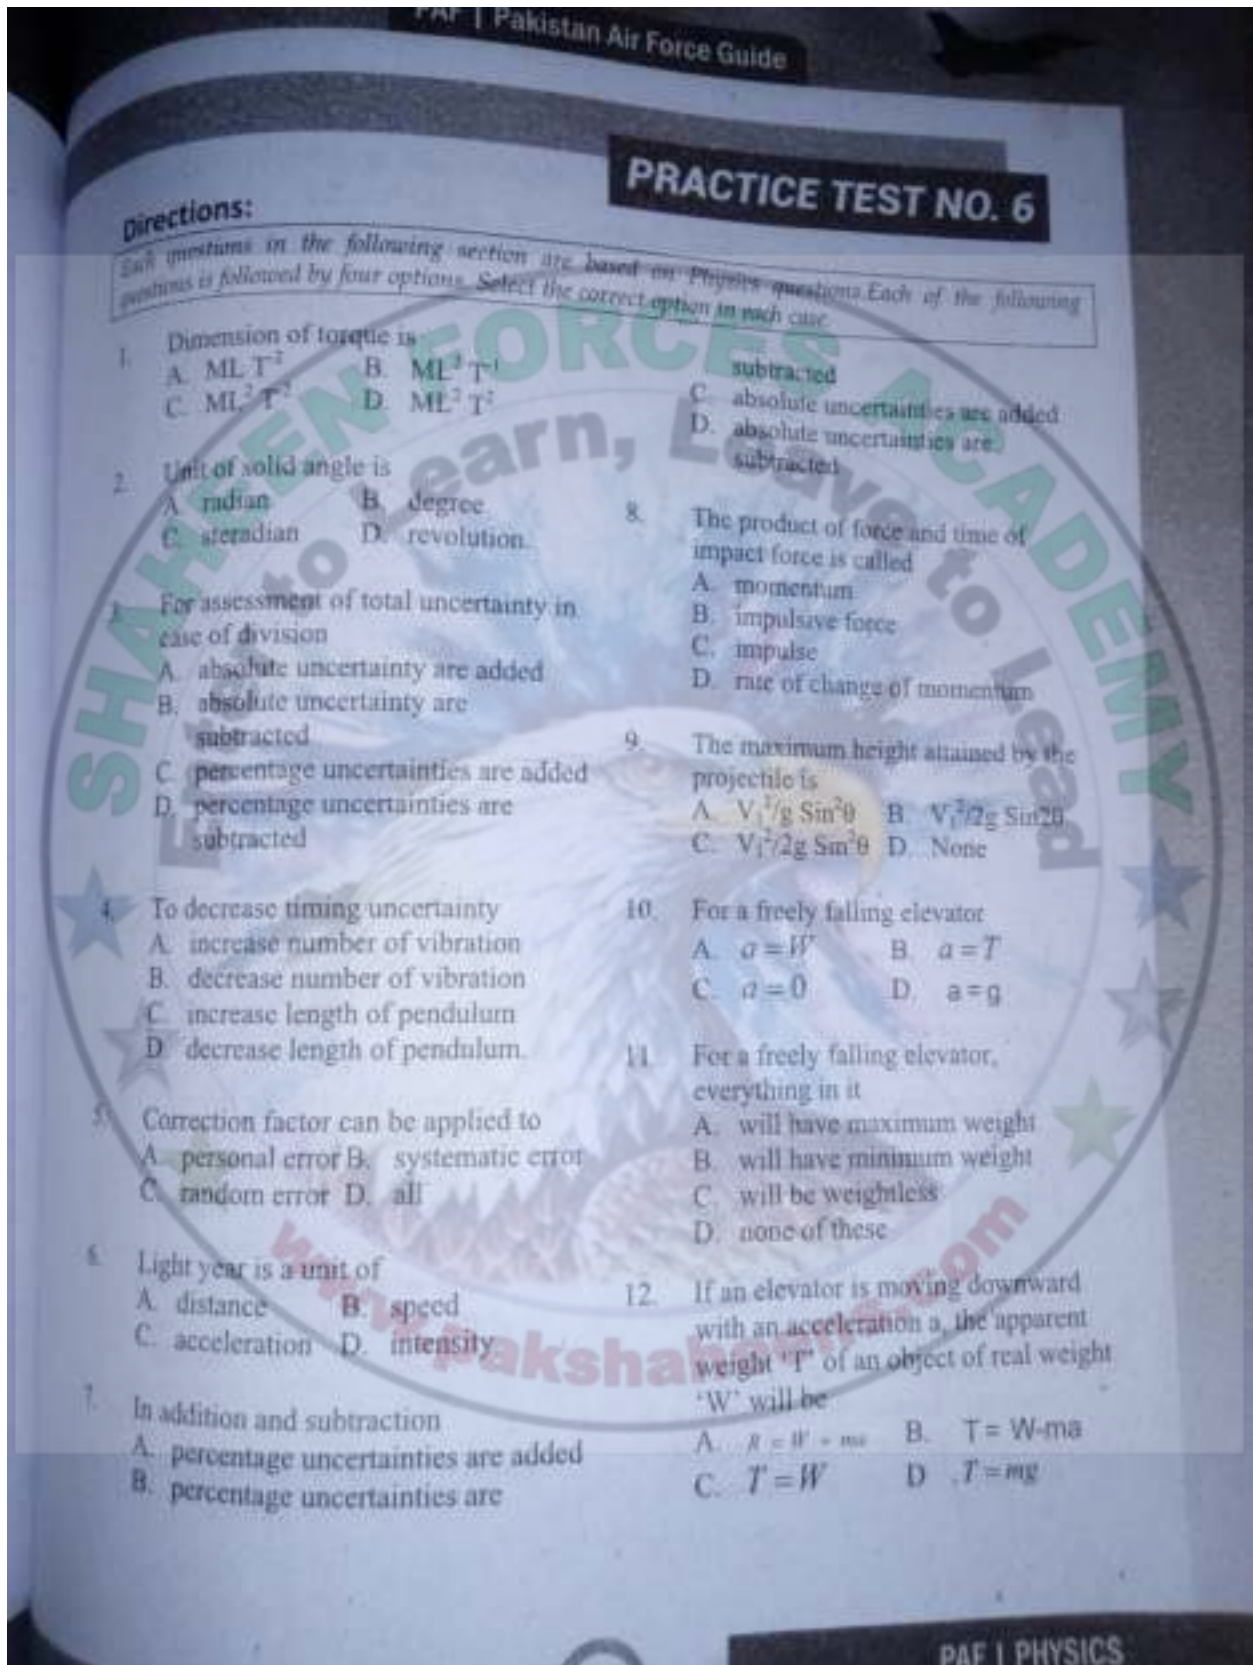 PAF | Pakistan Air Force Guide
PRACTICE TEST NO. 6
Directions:
Each questions in the following section are based on Physics questions.Each of the following
questions is followed by four options. Select the correct option in each case.
1. Dimension of torque is
A. ML T² B. ML² T⁻¹
C. ML² T⁻² D. ML² T²
2. Unit of solid angle is
A. radian B. degree
C. steradian D. revolution.
3. For assessment of total uncertainty in
case of division
A. absolute uncertainty are added
B. absolute uncertainty are
subtracted
C. percentage uncertainties are added
D. percentage uncertainties are
subtracted
4. To decrease timing uncertainty
A. increase number of vibration
B. decrease number of vibration
C. increase length of pendulum
D. decrease length of pendulum.
5. Correction factor can be applied to
A. personal error B. systematic error
C. random error D. all
6. Light year is a unit of
A. distance B. speed
C. acceleration D. intensity
7. In addition and subtraction
A. percentage uncertainties are added
B. percentage uncertainties are
subtracted
C. absolute uncertainties are added
D. absolute uncertainties are
subtracted
8. The product of force and time of
impact force is called
A. momentum
B. impulsive force
C. impulse
D. rate of change of momentum
9. The maximum height attained by the
projectile is
A. V₁²/g Sin²θ B. V₁²/2g Sin2θ
C. V₁²/2g Sin²θ D. None
10. For a freely falling elevator
A. a = W B. a = T
C. a = 0 D. a = g
11. For a freely falling elevator,
everything in it
A. will have maximum weight
B. will have minimum weight
C. will be weightless
D. none of these
12. If an elevator is moving downward
with an acceleration a, the apparent
weight 'T' of an object of real weight
'W' will be
A. B. T = W-ma
C. T = W D .T = mg
PAF | PHYSICS
SHAHEEN FORCES ACADEMY
Enter to Learn, Leave to Lead
www.pakshaheens.com